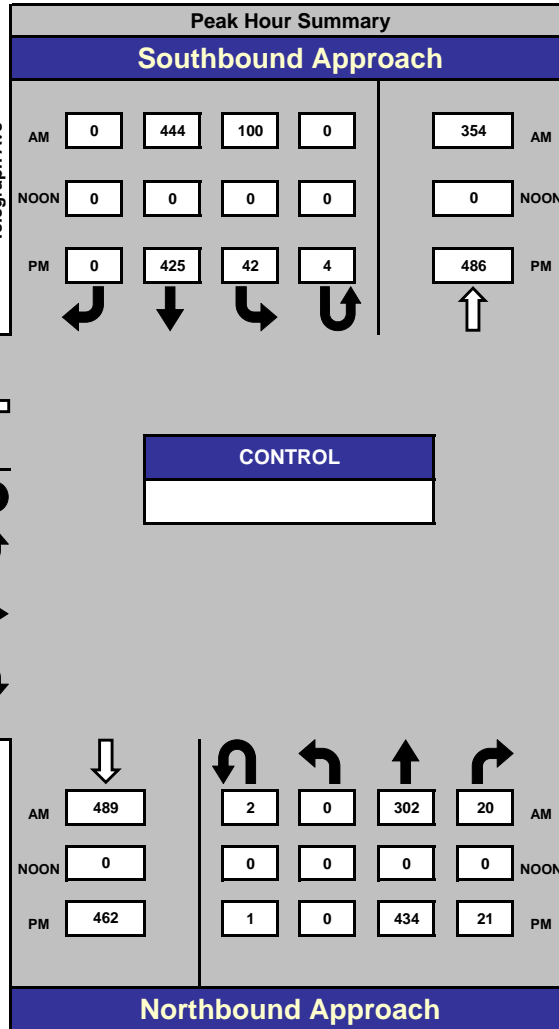 Peak Hour Summary
Southbound Approach
AM 0 444 100 0 354 AM
NOON 0 0 0 0 0 NOON
PM 0 425 42 4 486 PM
CONTROL
AM 489 2 0 302 20 AM
NOON 0 0 0 0 0 NOON
PM 462 1 0 434 21 PM
Northbound Approach